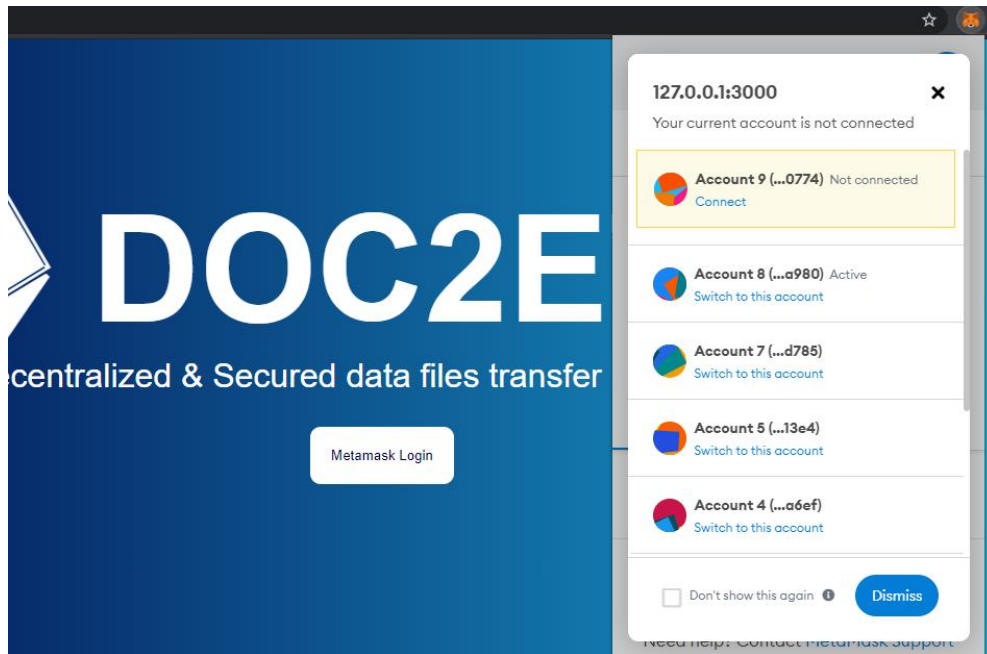 DOC2E
centralized & Secured data files transfer
Metamask Login
127.0.0.1:3000
Your current account is not connected
Account 9 (...0774) Not connected
Connect
Account 8 (...a980) Active
Switch to this account
Account 7 (...d785)
Switch to this account
Account 5 (...13e4)
Switch to this account
Account 4 (...a6ef)
Switch to this account
Don't show this again
Dismiss
Need help? Contact MetaMask Support